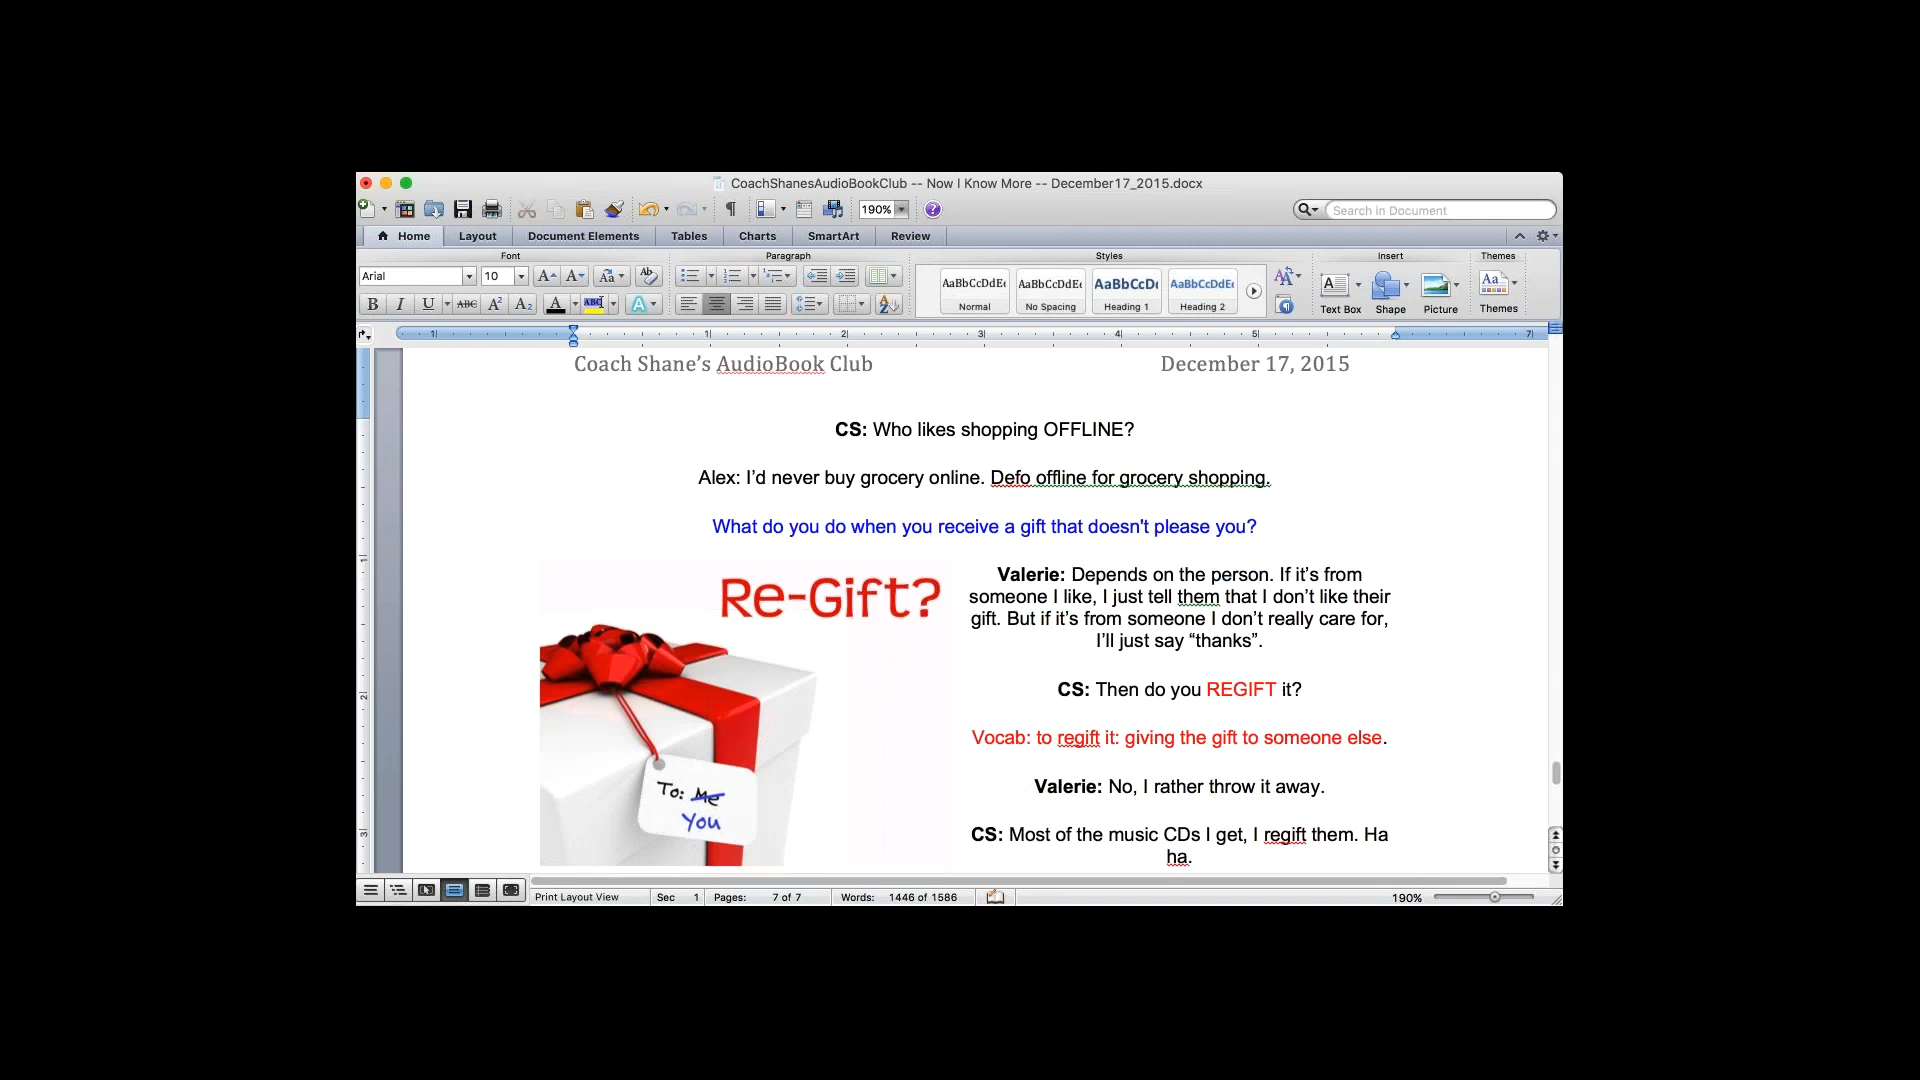 CoachShanesAudioBookClub -- Now I Know More -- December17_2015.docx
190%
Search in Document
Home Layout Document Elements Tables Charts SmartArt Review
Font Paragraph Styles Insert Themes
Arial 10
AaBbCcDdEe AaBbCcDdEe AaBbCcDc AaBbCcDdEe
Normal No Spacing Heading 1 Heading 2
Text Box Shape Picture Themes
Coach Shane’s AudioBook Club December 17, 2015
CS: Who likes shopping OFFLINE?
Alex: I’d never buy grocery online. Defo offline for grocery shopping.
What do you do when you receive a gift that doesn't please you?
Re-Gift?
To: Me
You
Valerie: Depends on the person. If it’s from
someone I like, I just tell them that I don’t like their
gift. But if it’s from someone I don’t really care for,
I’ll just say “thanks”.
CS: Then do you REGIFT it?
Vocab: to regift it: giving the gift to someone else.
Valerie: No, I rather throw it away.
CS: Most of the music CDs I get, I regift them. Ha
ha.
Print Layout View Sec 1 Pages: 7 of 7 Words: 1446 of 1586 190%